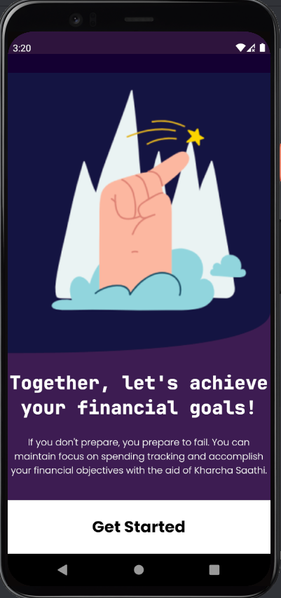 3:20
Together, let's achieve
your financial goals!
If you don't prepare, you prepare to fail. You can
maintain focus on spending tracking and accomplish
your financial objectives with the aid of Kharcha Saathi.
Get Started